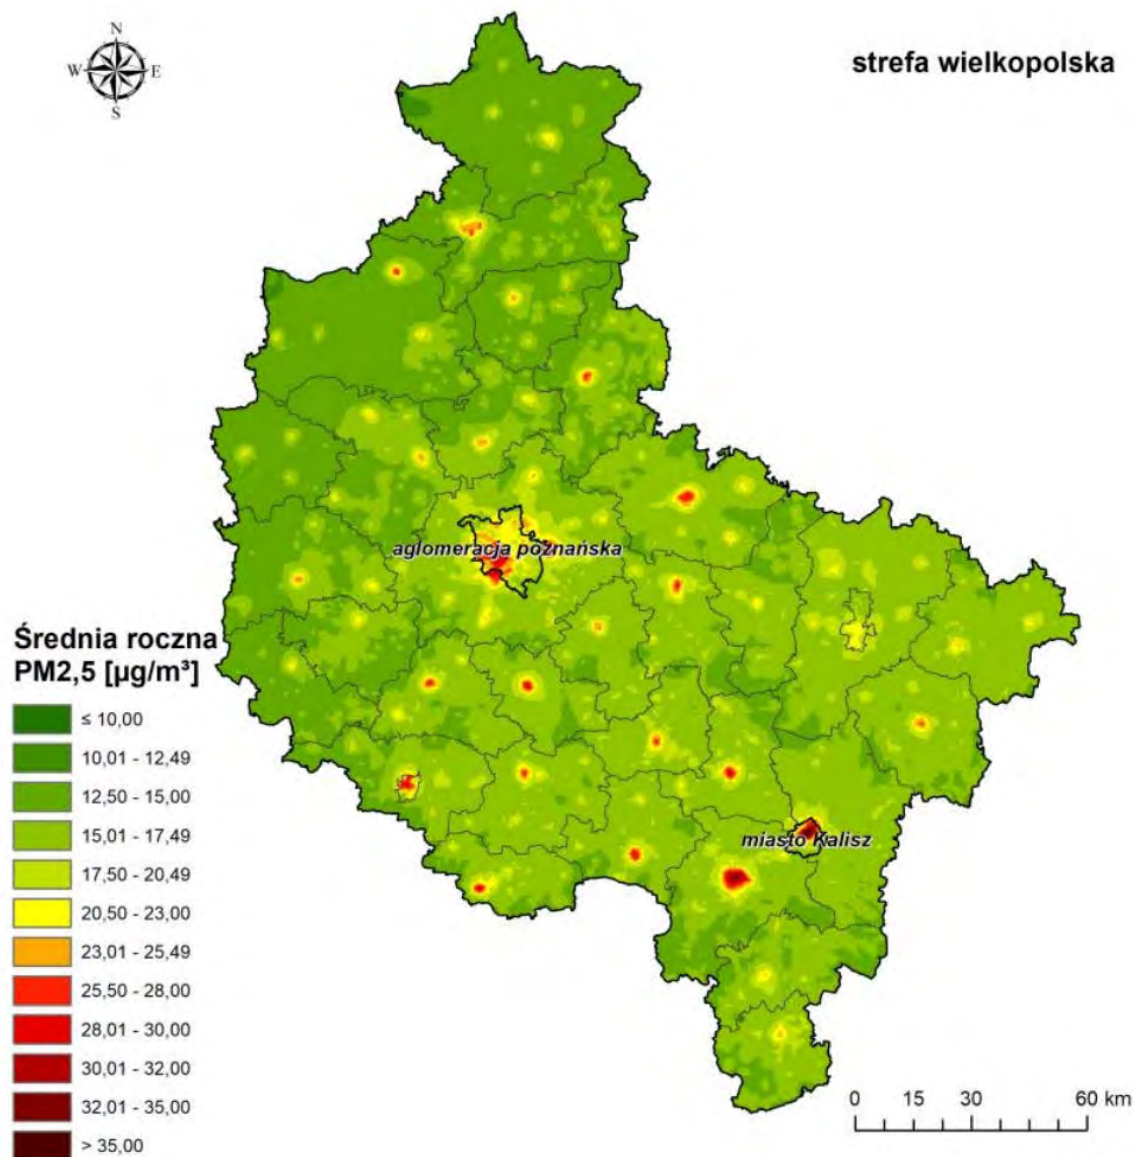 N
W E
S
strefa wielkopolska
aglomeracja poznańska
miasto Kalisz
Średnia roczna
PM2,5 [µg/m³]
≤ 10,00
10,01 - 12,49
12,50 - 15,00
15,01 - 17,49
17,50 - 20,49
20,50 - 23,00
23,01 - 25,49
25,50 - 28,00
28,01 - 30,00
30,01 - 32,00
32,01 - 35,00
> 35,00
0 15 30 60 km